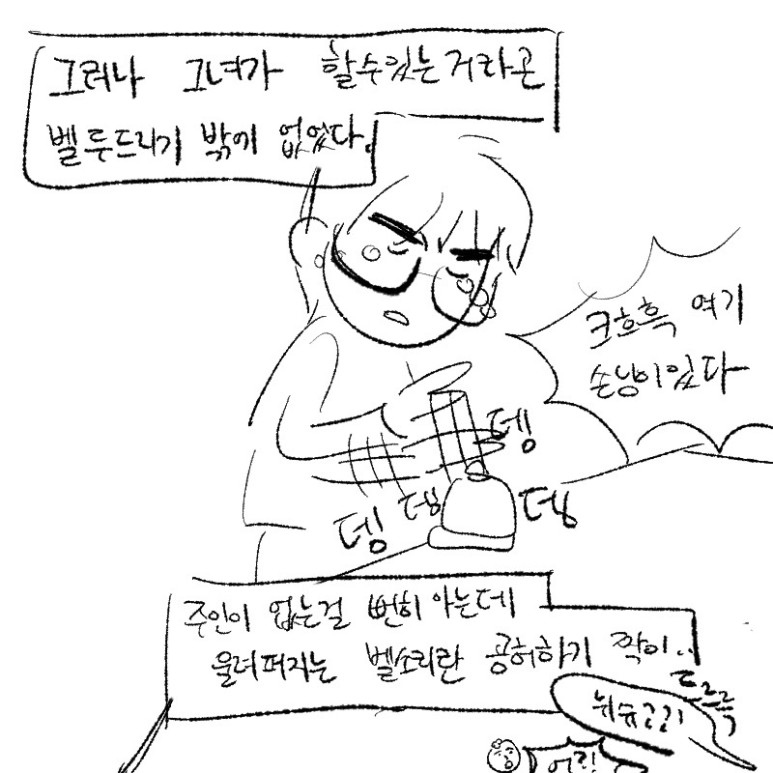 그러나 그녀가 할수있는거라곤
벨 두드리기 밖에 없었다.
크흐흑 여기
손님이있다
뎅
뎅
뎅
뎅
주인이 없는걸 뻔히 아는데
울려퍼지는 벨소리란 공허하기 짝이..
드르륵
뉘슈??